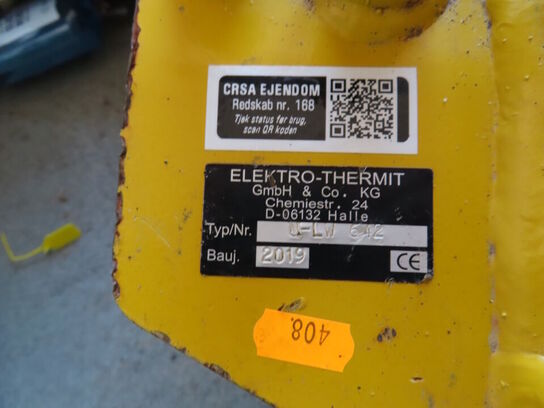 CRSA EJENDOM
Redskab nr. 168
Tjek status før brug,
scan QR koden
ELEKTRO-THERMIT
GmbH & Co. KG
Chemiestr. 24
D-06132 Halle
Typ/Nr. 642
Bauj. 2019
CE
408